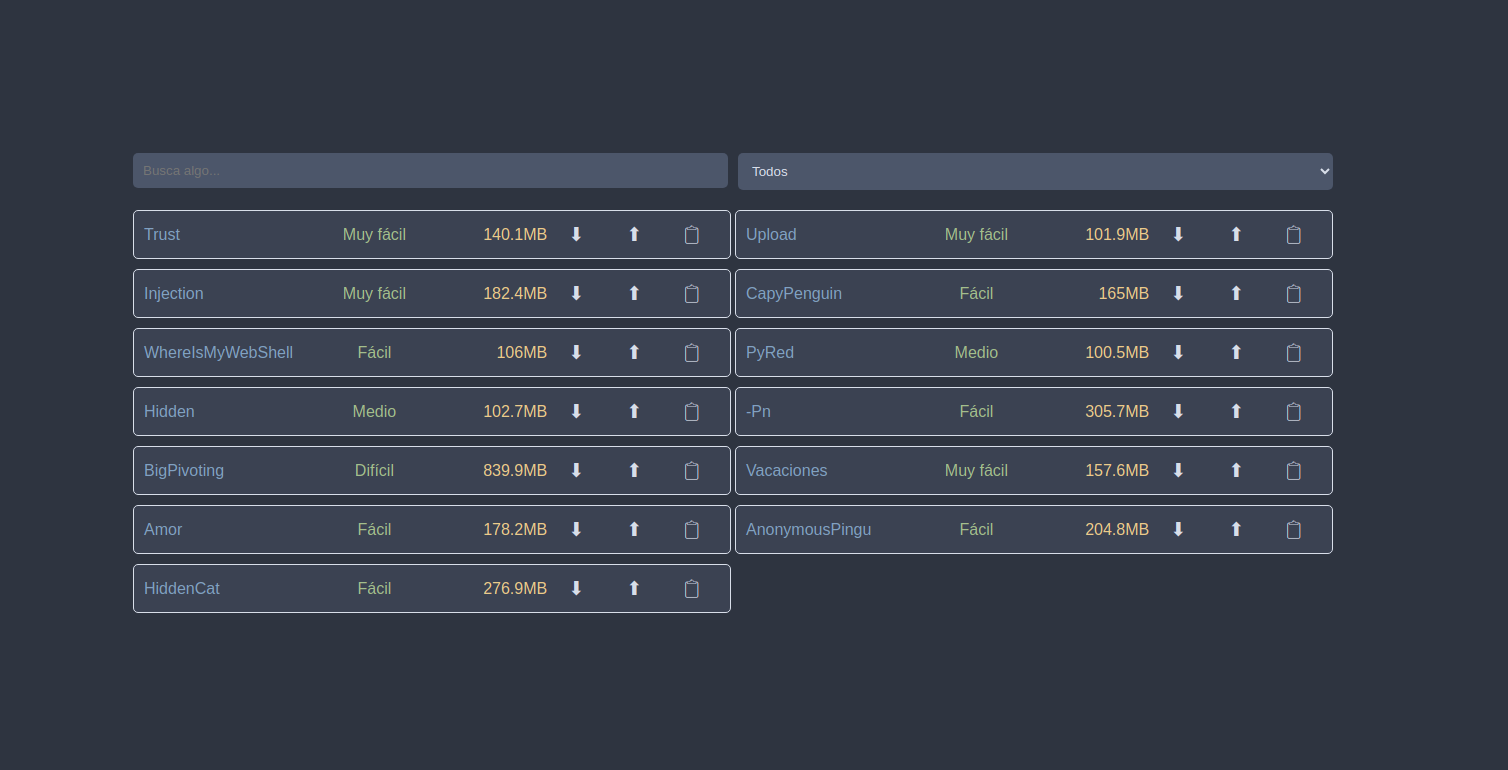 Busca algo... Todos
Trust Muy fácil 140.1MB Upload Muy fácil 101.9MB
Injection Muy fácil 182.4MB CapyPenguin Fácil 165MB
WhereIsMyWebShell Fácil 106MB PyRed Medio 100.5MB
Hidden Medio 102.7MB -Pn Fácil 305.7MB
BigPivoting Difícil 839.9MB Vacaciones Muy fácil 157.6MB
Amor Fácil 178.2MB AnonymousPingu Fácil 204.8MB
HiddenCat Fácil 276.9MB